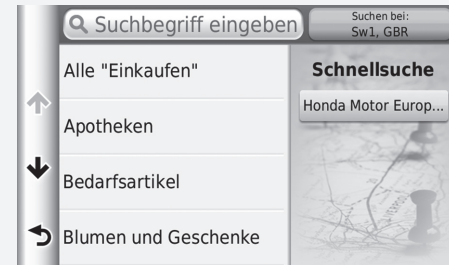 Suchbegriff eingeben
Suchen bei:
Sw1, GBR
Alle "Einkaufen"
Apotheken
Bedarfsartikel
Blumen und Geschenke
Schnellsuche
Honda Motor Europ...